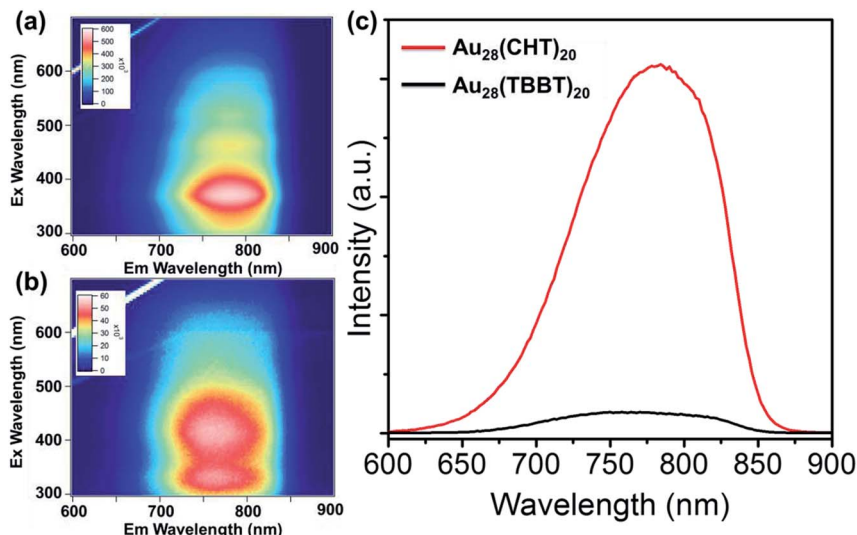 (a)
600
500
400
300
200
100
0
x10³
Ex Wavelength (nm)
600
500
400
300
600
700
800
900
Em Wavelength (nm)
(b)
60
50
40
30
20
10
0
x10³
Ex Wavelength (nm)
600
500
400
300
600
700
800
900
Em Wavelength (nm)
(c)
Au₂₈(CHT)₂₀
Au₂₈(TBBT)₂₀
Intensity (a.u.)
600
650
700
750
800
850
900
Wavelength (nm)